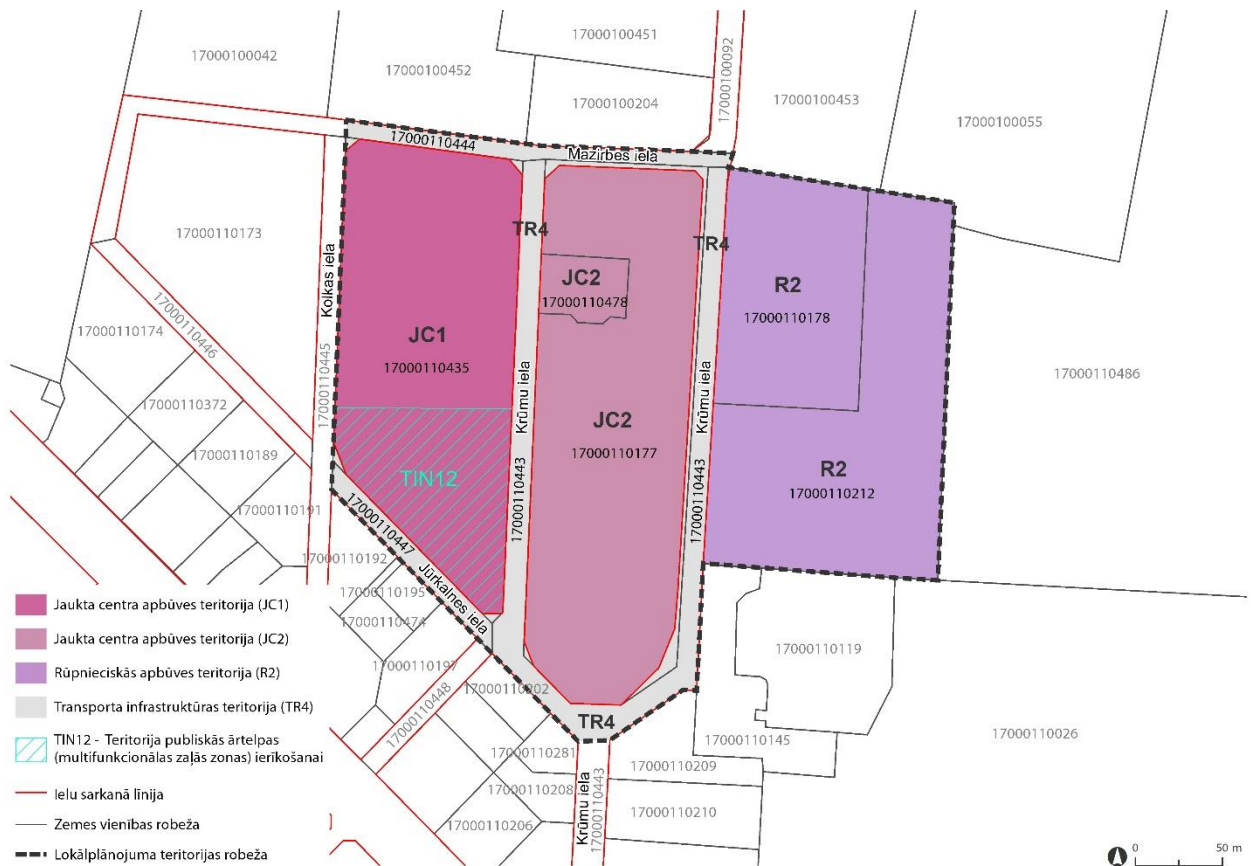 17000100451
17000100042
17000100452
17000100092
17000100204
17000100453
17000100055
17000110444
Mazirbes iela
17000110173
TR4
TR4
Kolkas iela
JC2
17000110478
R2
17000110178
17000110174
17000110446
JC1
17000110435
17000110445
17000110372
Krūmu iela
Krūmu iela
17000110486
JC2
17000110177
17000110189
TIN12
R2
17000110212
17000110443
17000110443
17000110191
17000110447
17000110192
Jūrkalnes iela
17000110195
17000110474
17000110119
17000110197
17000110202
17000110448
TR4
17000110145
17000110026
17000110281
17000110209
17000110208
17000110443
Krūmu iela
17000110210
17000110206
Jaukta centra apbūves teritorija (JC1)
Jaukta centra apbūves teritorija (JC2)
Rūpnieciskās apbūves teritorija (R2)
Transporta infrastruktūras teritorija (TR4)
TIN12 - Teritorija publiskās ārtelpas
(multifunkcionālas zaļās zonas) ierīkošanai
Ielu sarkanā līnija
Zemes vienības robeža
Lokālplānojuma teritorijas robeža
0 50 m